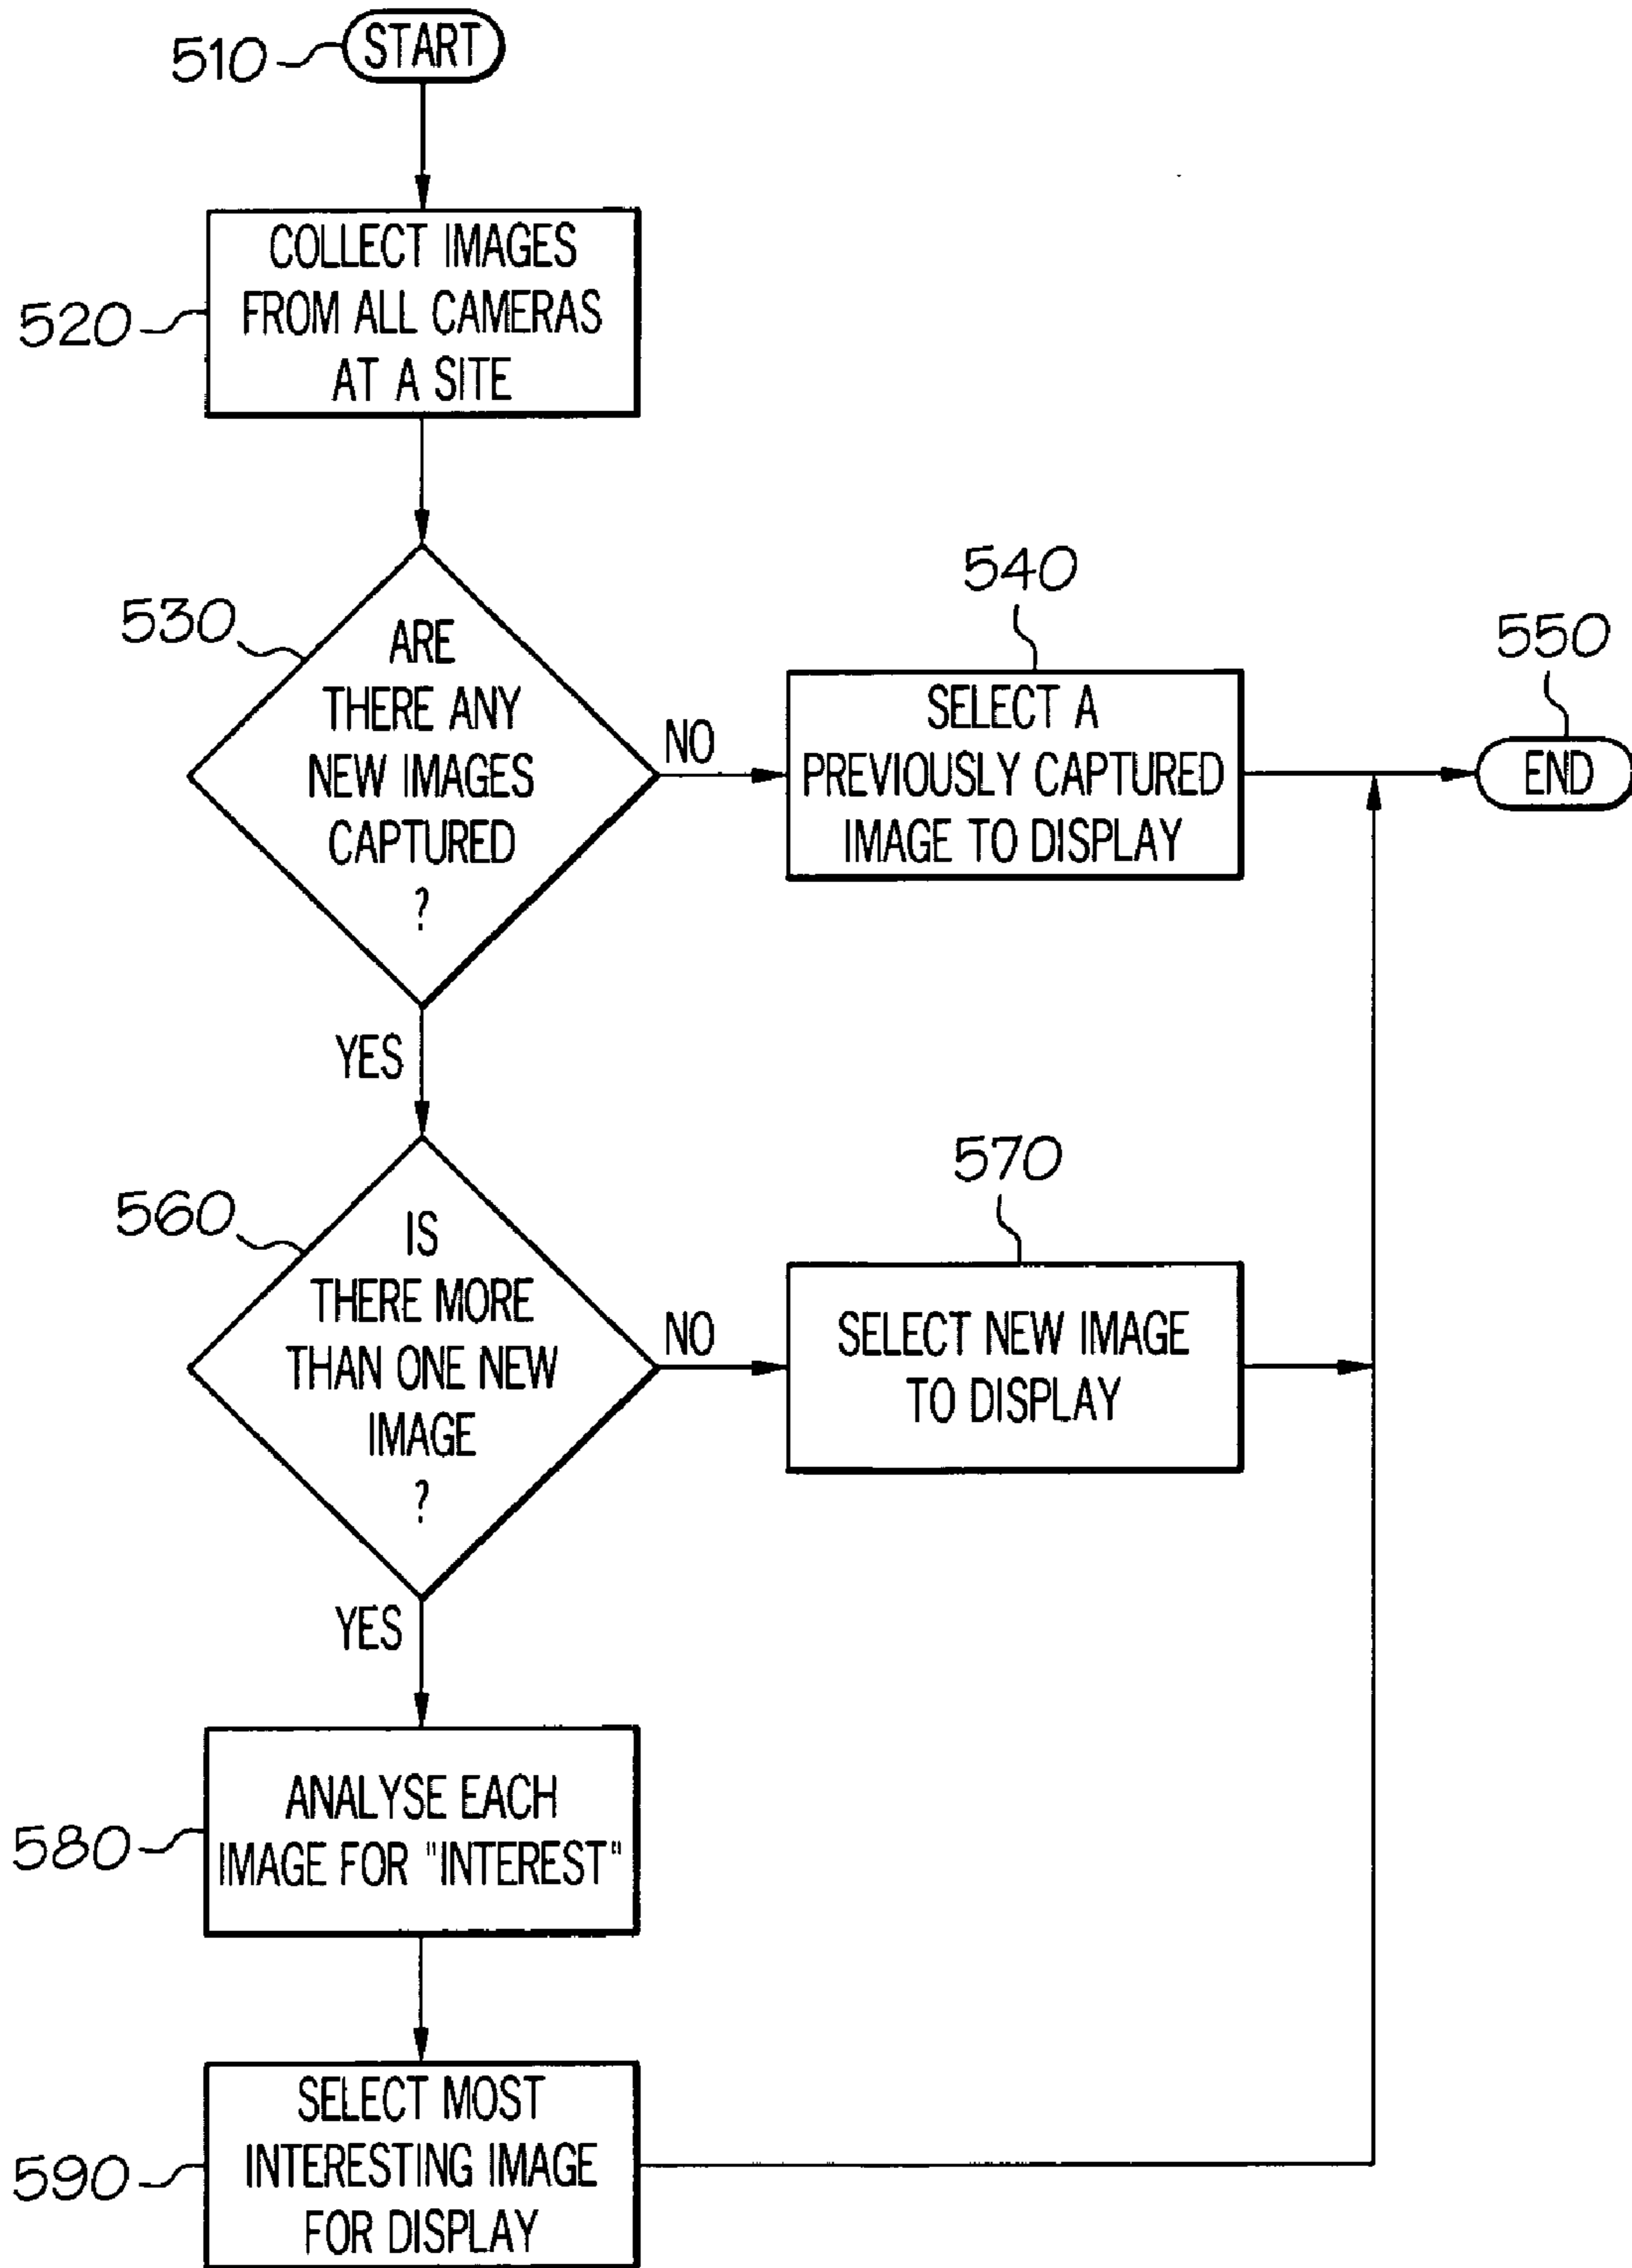 510
START
520
COLLECT IMAGES
FROM ALL CAMERAS
AT A SITE
530
ARE
THERE ANY
NEW IMAGES
CAPTURED
?
NO
540
SELECT A
PREVIOUSLY CAPTURED
IMAGE TO DISPLAY
550
END
YES
560
IS
THERE MORE
THAN ONE NEW
IMAGE
?
NO
570
SELECT NEW IMAGE
TO DISPLAY
YES
580
ANALYSE EACH
IMAGE FOR "INTEREST"
590
SELECT MOST
INTERESTING IMAGE
FOR DISPLAY